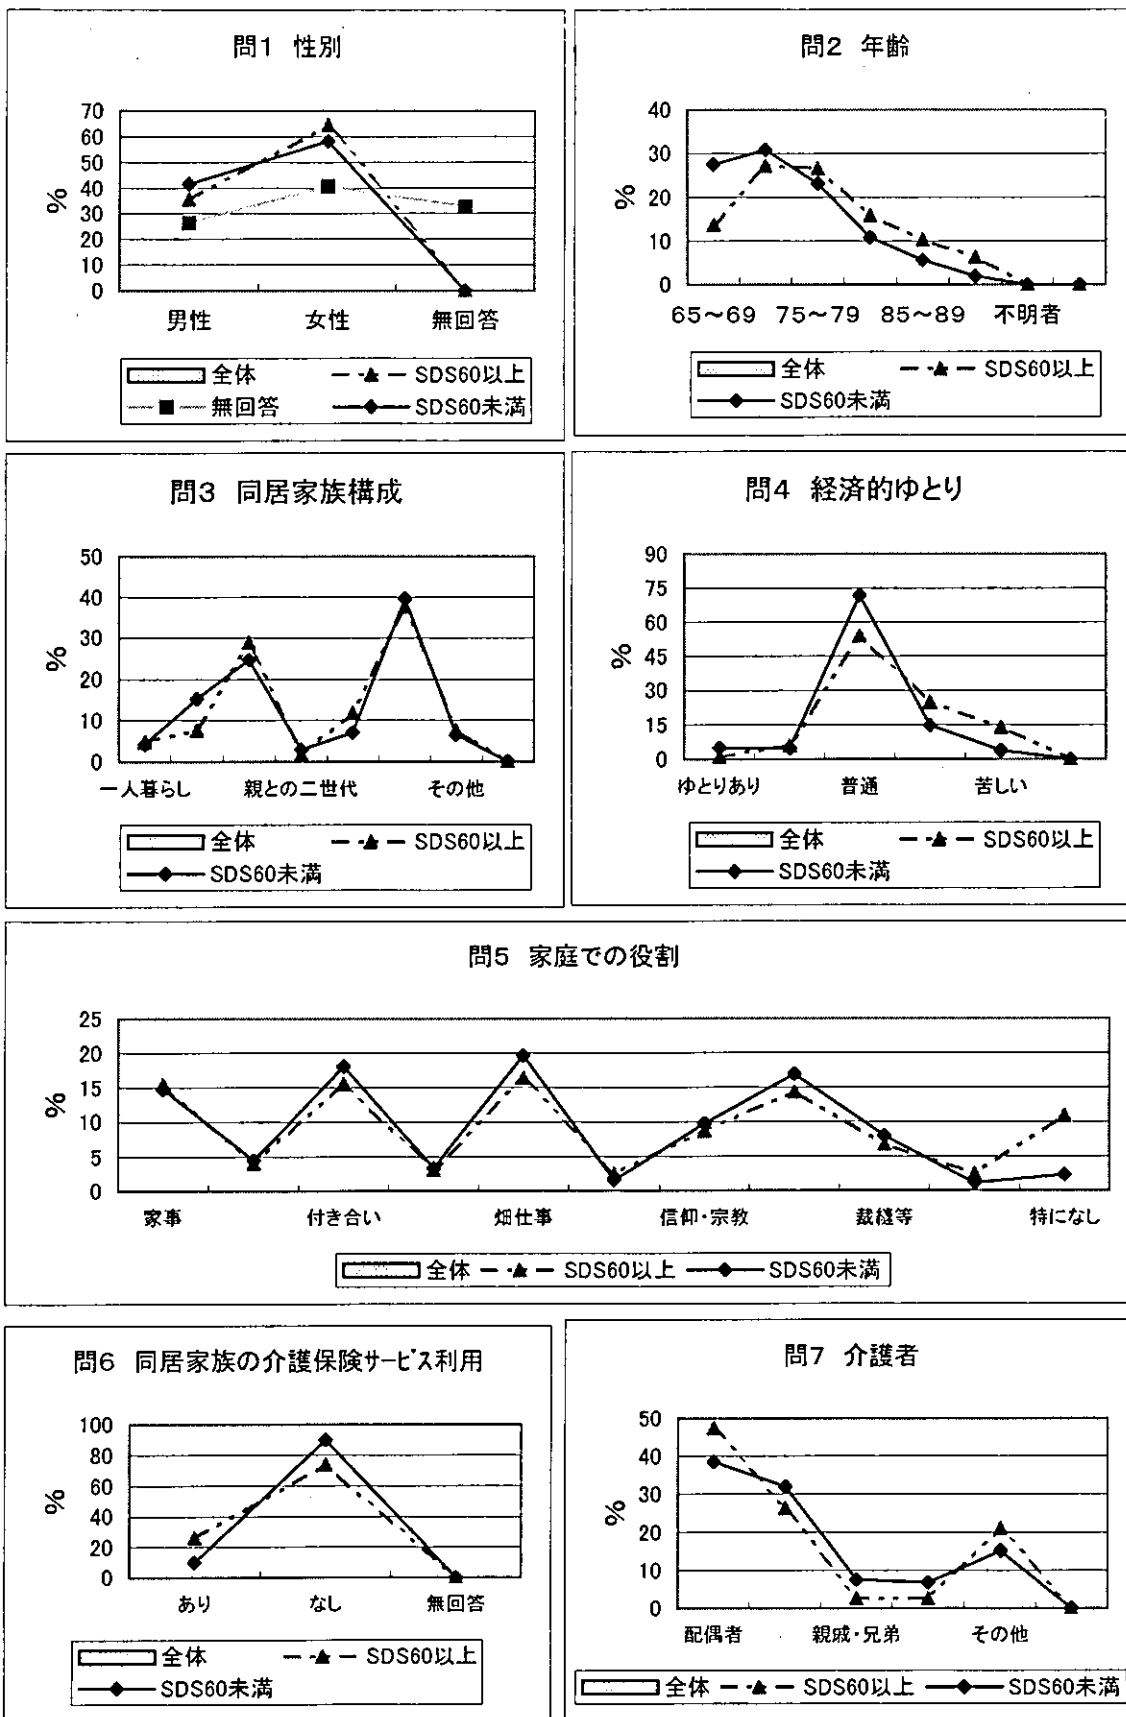 問1 性別
70
60
50
40
30
20
10
0
%
男性 女性 無回答
全体 SDS60以上
無回答 SDS60未満
問2 年齢
40
30
20
10
0
%
65～69 75～79 85～89 不明者
全体 SDS60以上
SDS60未満
問3 同居家族構成
50
40
30
20
10
0
%
一人暮らし 親との二世代 その他
全体 SDS60以上
SDS60未満
問4 経済的ゆとり
90
75
60
45
30
15
0
%
ゆとりあり 普通 苦しい
全体 SDS60以上
SDS60未満
問5 家庭での役割
25
20
15
10
5
0
%
家事 付き合い 畑仕事 信仰・宗教 裁縫等 特になし
全体 SDS60以上 SDS60未満
問6 同居家族の介護保険サービス利用
100
80
60
40
20
0
%
あり なし 無回答
全体 SDS60以上
SDS60未満
問7 介護者
50
40
30
20
10
0
%
配偶者 親戚・兄弟 その他
全体 SDS60以上 SDS60未満